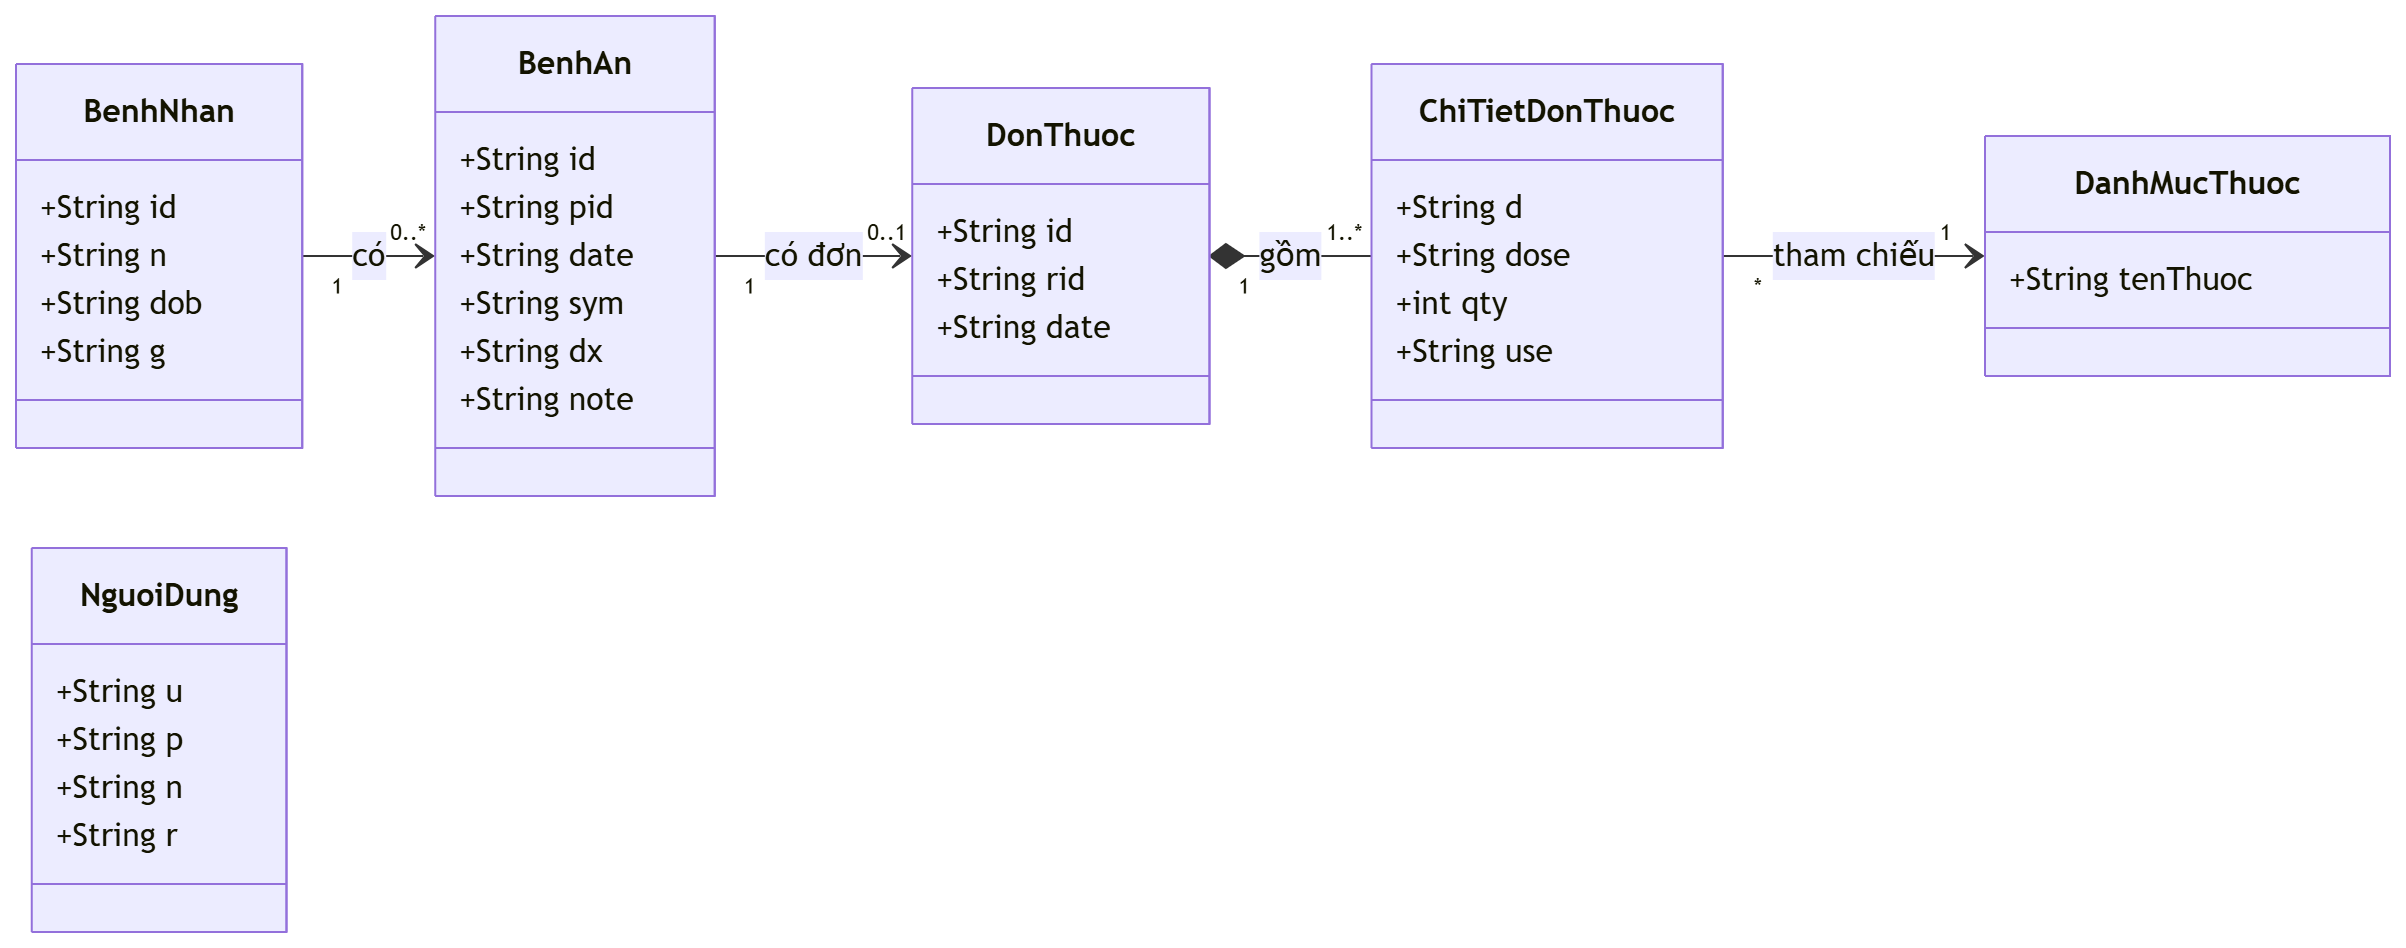 BenhNhan
+String id
+String n
+String dob
+String g
1
có
0..*
BenhAn
+String id
+String pid
+String date
+String sym
+String dx
+String note
1
có đơn
0..1
DonThuoc
+String id
+String rid
+String date
1
gồm
1..*
ChiTietDonThuoc
+String d
+String dose
+int qty
+String use
*
tham chiếu
1
DanhMucThuoc
+String tenThuoc
NguoiDung
+String u
+String p
+String n
+String r